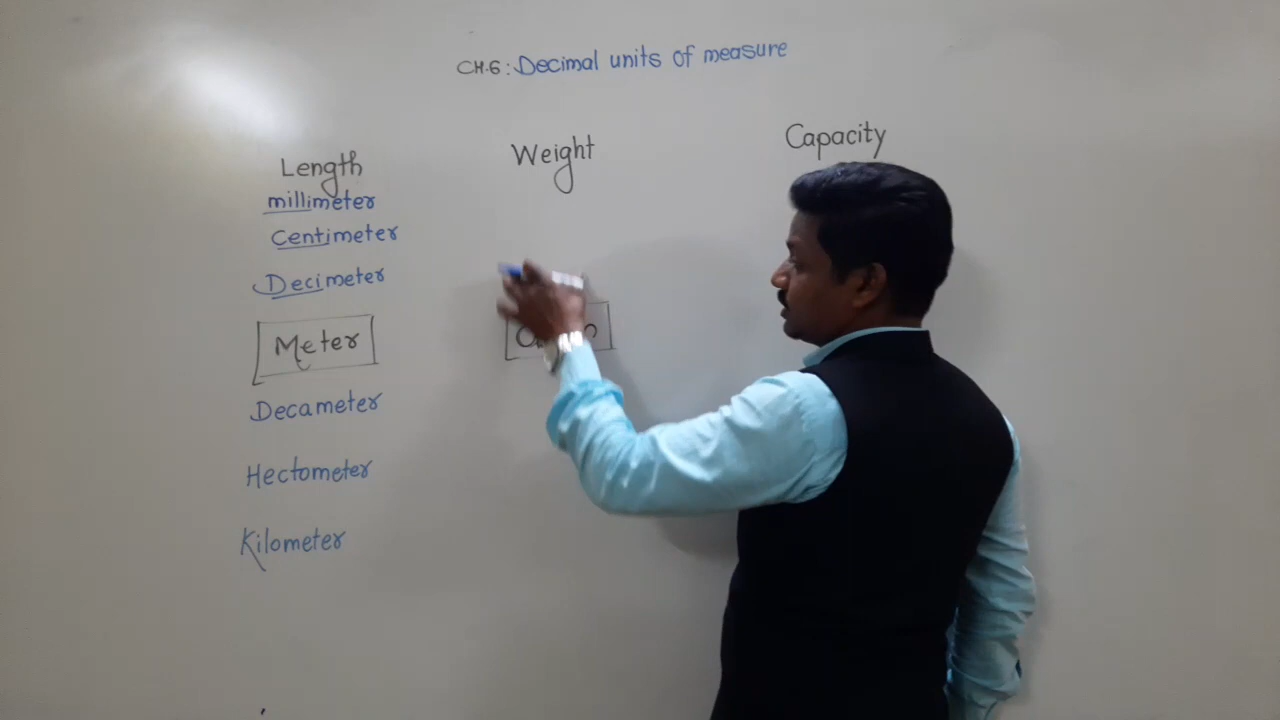 CH.6: Decimal units of measure
Length
millimeter
Centimeter
Decimeter
Meter
Decameter
Hectometer
Kilometer
Weight
Capacity